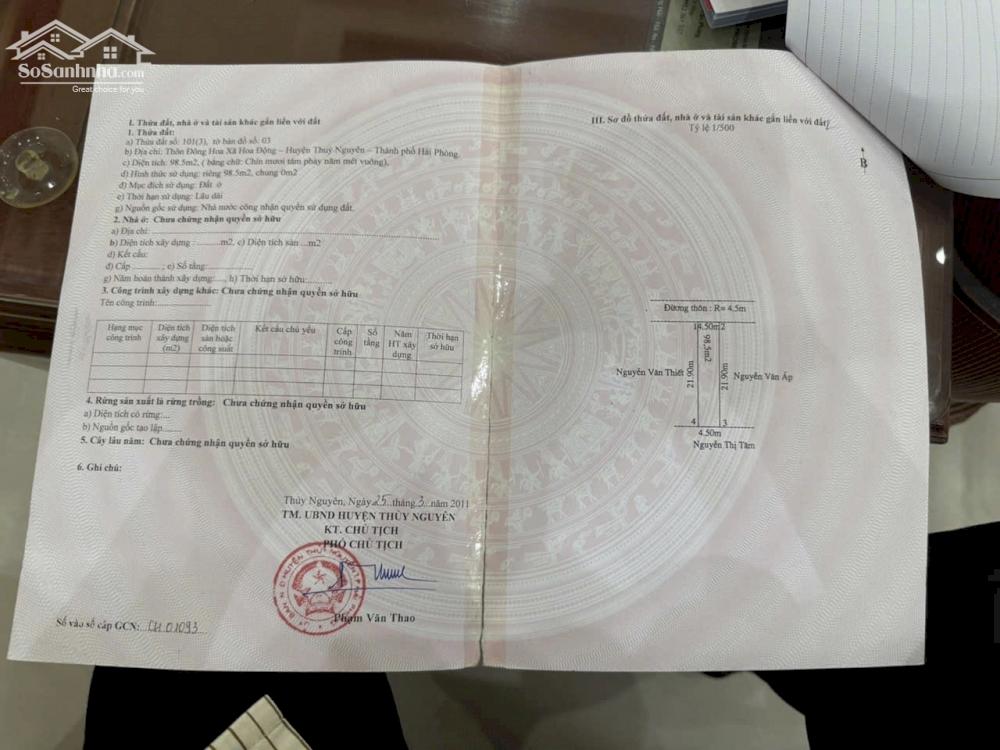 SoSanhnha.com
Great choice for you
I. Thửa đất, nhà ở và tài sản khác gắn liền với đất
1. Thửa đất:
a) Thửa đất số: 101(3), tờ bản đồ số: 03
b) Địa chỉ: Thôn Đông Hoa Xã Hoa Động – Huyện Thuỷ Nguyên – Thành phố Hải Phòng.
c) Diện tích: 98.5m2, ( bằng chữ: Chín mươi tám phảy năm mét vuông),
d) Hình thức sử dụng: riêng 98.5m2, chung 0m2
đ) Mục đích sử dụng: Đất ở
e) Thời hạn sử dụng: Lâu dài
g) Nguồn gốc sử dụng: Nhà nước công nhận quyền sử dụng đất.
2. Nhà ở: Chưa chứng nhận quyền sở hữu
a) Địa chỉ:
b) Diện tích xây dựng : ..........m2, c) Diện tích sàn ...m2
d) Kết cấu:
đ) Cấp ..........; e) Số tầng:..............
g) Năm hoàn thành xây dựng:....., h) Thời hạn sở hữu:........
3. Công trình xây dựng khác: Chưa chứng nhận quyền sở hữu
Tên công trình:..................
Hạng mục công trình
Diện tích xây dựng (m2)
Diện tích sàn hoặc công suất
Kết cấu chủ yếu
Cấp công trình
Số tầng
Năm HT xây dựng
Thời hạn sở hữu
4. Rừng sản xuất là rừng trồng: Chưa chứng nhận quyền sở hữu
a) Diện tích có rừng:...
b) Nguồn gốc tạo lập......
5. Cây lâu năm: Chưa chứng nhận quyền sở hữu
6. Ghi chú:
Thủy Nguyên, Ngày 25 tháng 3 năm 2011
TM. UBND HUYỆN THỦY NGUYÊN
KT. CHỦ TỊCH
PHÓ CHỦ TỊCH
Phạm Văn Thao
Số vào sổ cấp GCN: CH 01093
III. Sơ đồ thửa đất, nhà ở và tài sản khác gắn liền với đất
Tỷ lệ 1/500
B
Đường thôn : R= 4.5m
1 4.50m 2
98.5m2
Nguyễn Văn Thiết
21.90m
21.90m
Nguyễn Văn Áp
4 3
4.50m
Nguyễn Thị Tâm